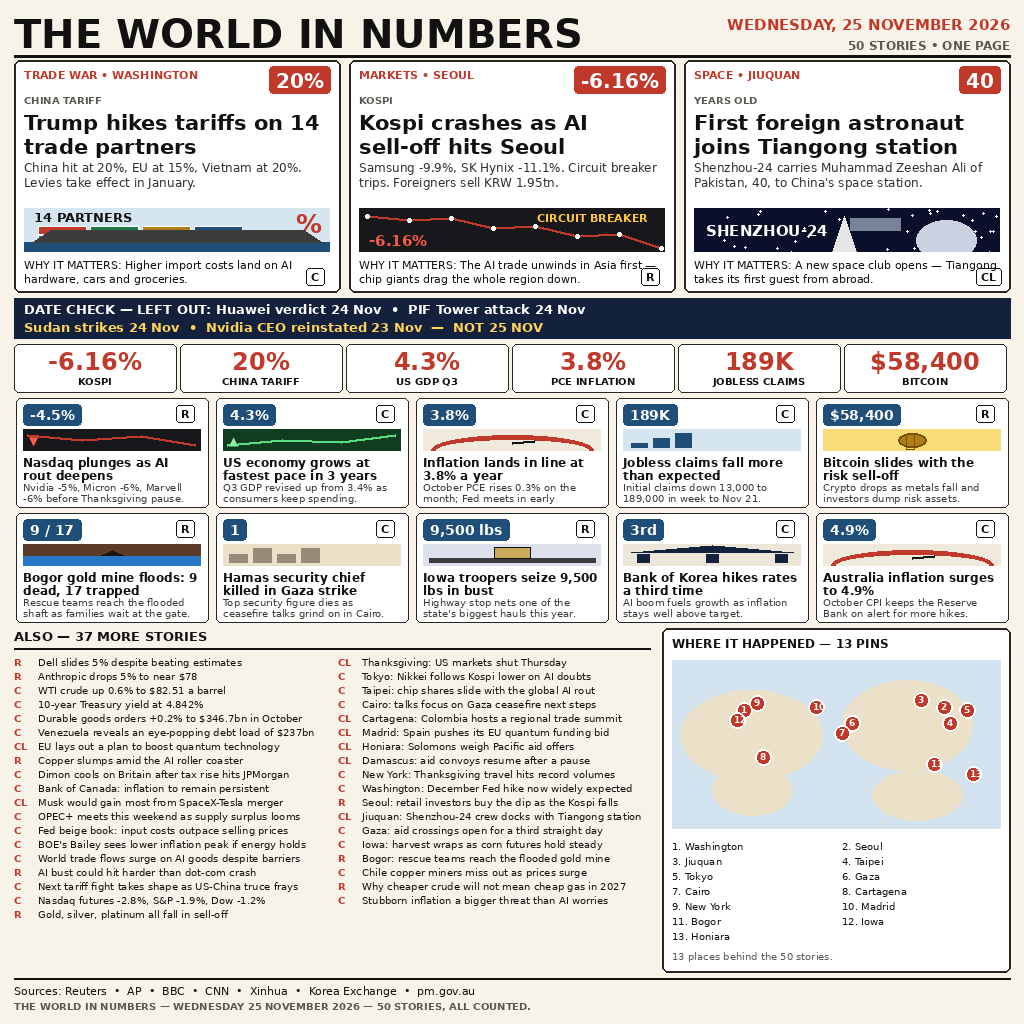 THE WORLD IN NUMBERS
WEDNESDAY, 25 NOVEMBER 2026
50 STORIES • ONE PAGE
TRADE WAR • WASHINGTON
20%
CHINA TARIFF
Trump hikes tariffs on 14
trade partners
China hit at 20%, EU at 15%, Vietnam at 20%.
Levies take effect in January.
14 PARTNERS
%
WHY IT MATTERS: Higher import costs land on AI
hardware, cars and groceries.
C
MARKETS • SEOUL
-6.16%
KOSPI
Kospi crashes as AI
sell-off hits Seoul
Samsung -9.9%, SK Hynix -11.1%. Circuit breaker
trips. Foreigners sell KRW 1.95tn.
CIRCUIT BREAKER
-6.16%
WHY IT MATTERS: The AI trade unwinds in Asia first —
chip giants drag the whole region down.
R
SPACE • JIUQUAN
40
YEARS OLD
First foreign astronaut
joins Tiangong station
Shenzhou-24 carries Muhammad Zeeshan Ali of
Pakistan, 40, to China's space station.
SHENZHOU-24
WHY IT MATTERS: A new space club opens — Tiangong
takes its first guest from abroad.
CL
DATE CHECK — LEFT OUT: Huawei verdict 24 Nov • PIF Tower attack 24 Nov
Sudan strikes 24 Nov • Nvidia CEO reinstated 23 Nov — NOT 25 NOV
-6.16%
KOSPI
20%
CHINA TARIFF
4.3%
US GDP Q3
3.8%
PCE INFLATION
189K
JOBLESS CLAIMS
$58,400
BITCOIN
-4.5%
R
Nasdaq plunges as AI
rout deepens
Nvidia -5%, Micron -6%, Marvell
-6% before Thanksgiving pause.
4.3%
C
US economy grows at
fastest pace in 3 years
Q3 GDP revised up from 3.4% as
consumers keep spending.
3.8%
C
Inflation lands in line at
3.8% a year
October PCE rises 0.3% on the
month; Fed meets in early
189K
C
Jobless claims fall more
than expected
Initial claims down 13,000 to
189,000 in week to Nov 21.
$58,400
R
Bitcoin slides with the
risk sell-off
Crypto drops as metals fall and
investors dump risk assets.
9 / 17
R
Bogor gold mine floods: 9
dead, 17 trapped
Rescue teams reach the flooded
shaft as families wait at the gate.
1
C
Hamas security chief
killed in Gaza strike
Top security figure dies as
ceasefire talks grind on in Cairo.
9,500 lbs
R
Iowa troopers seize 9,500
lbs in bust
Highway stop nets one of the
state's biggest hauls this year.
3rd
C
Bank of Korea hikes rates
a third time
AI boom fuels growth as inflation
stays well above target.
4.9%
C
Australia inflation surges
to 4.9%
October CPI keeps the Reserve
Bank on alert for more hikes.
ALSO — 37 MORE STORIES
R Dell slides 5% despite beating estimates
R Anthropic drops 5% to near $78
C WTI crude up 0.6% to $82.51 a barrel
C 10-year Treasury yield at 4.842%
C Durable goods orders +0.2% to $346.7bn in October
C Venezuela reveals an eye-popping debt load of $237bn
CL EU lays out a plan to boost quantum technology
R Copper slumps amid the AI roller coaster
C Dimon cools on Britain after tax rise hits JPMorgan
C Bank of Canada: inflation to remain persistent
CL Musk would gain most from SpaceX-Tesla merger
C OPEC+ meets this weekend as supply surplus looms
C Fed beige book: input costs outpace selling prices
C BOE's Bailey sees lower inflation peak if energy holds
C World trade flows surge on AI goods despite barriers
R AI bust could hit harder than dot-com crash
C Next tariff fight takes shape as US-China truce frays
C Nasdaq futures -2.8%, S&P -1.9%, Dow -1.2%
R Gold, silver, platinum all fall in sell-off
CL Thanksgiving: US markets shut Thursday
C Tokyo: Nikkei follows Kospi lower on AI doubts
C Taipei: chip shares slide with the global AI rout
C Cairo: talks focus on Gaza ceasefire next steps
CL Cartagena: Colombia hosts a regional trade summit
CL Madrid: Spain pushes its EU quantum funding bid
CL Honiara: Solomons weigh Pacific aid offers
CL Damascus: aid convoys resume after a pause
C New York: Thanksgiving travel hits record volumes
C Washington: December Fed hike now widely expected
R Seoul: retail investors buy the dip as the Kospi falls
CL Jiuquan: Shenzhou-24 crew docks with Tiangong station
C Gaza: aid crossings open for a third straight day
C Iowa: harvest wraps as corn futures hold steady
R Bogor: rescue teams reach the flooded gold mine
C Chile copper miners miss out as prices surge
R Why cheaper crude will not mean cheap gas in 2027
C Stubborn inflation a bigger threat than AI worries
WHERE IT HAPPENED — 13 PINS
9
1
12
10
3
2
5
6
4
7
8
1. Washington
2. Seoul
3. Jiuquan
4. Taipei
5. Tokyo
6. Gaza
7. Cairo
8. Cartagena
9. New York
10. Madrid
11. Bogor
12. Iowa
13. Honiara
13 places behind the 50 stories.
Sources: Reuters • AP • BBC • CNN • Xinhua • Korea Exchange • pm.gov.au
THE WORLD IN NUMBERS — WEDNESDAY 25 NOVEMBER 2026 — 50 STORIES, ALL COUNTED.